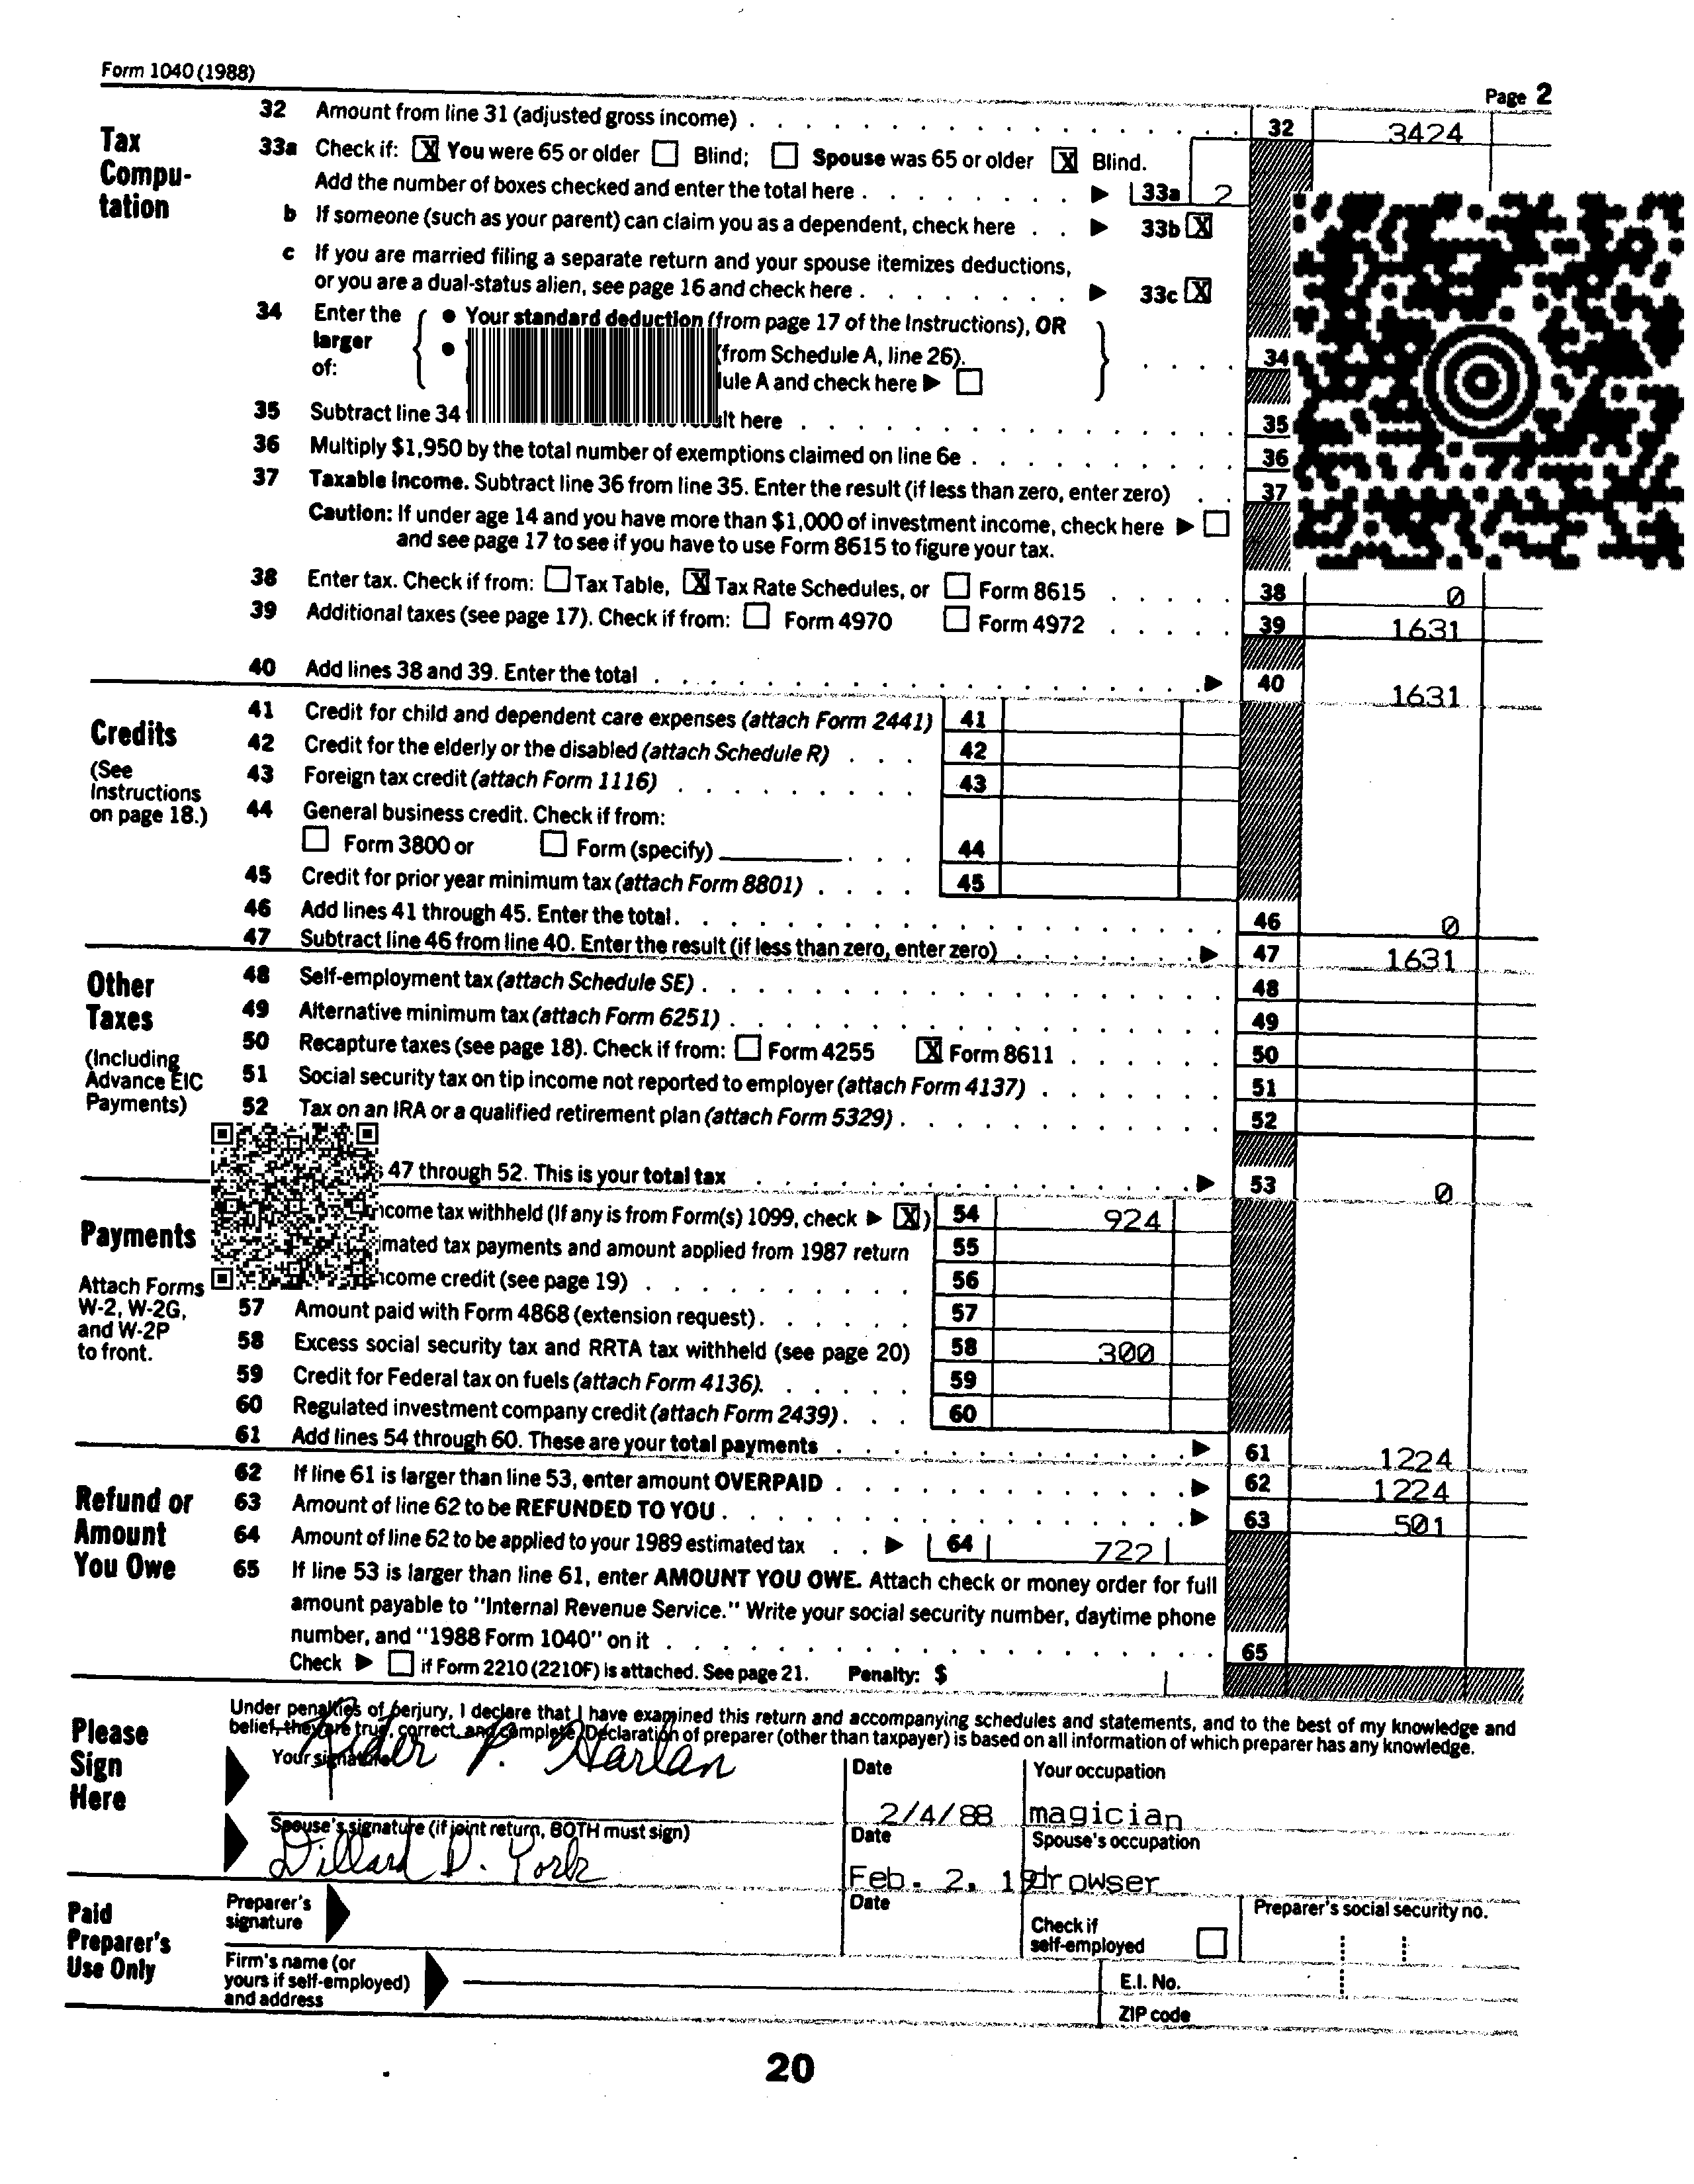 Form 1040 (1988)
Page 2
Tax Compu- tation
32 Amount from line 31 (adjusted gross income) 32 3424
33a Check if: X You were 65 or older Blind; Spouse was 65 or older X Blind.
Add the number of boxes checked and enter the total here 33a 2
b If someone (such as your parent) can claim you as a dependent, check here 33b X
c If you are married filing a separate return and your spouse itemizes deductions,
or you are a dual-status alien, see page 16 and check here 33c X
34 Enter the larger of: Your standard deduction (from page 17 of the Instructions), OR
(from Schedule A, line 26). 34
A and check here
35 Subtract line 34 here 35
36 Multiply $1,950 by the total number of exemptions claimed on line 6e 36
37 Taxable income. Subtract line 36 from line 35. Enter the result (if less than zero, enter zero) 37
Caution: If under age 14 and you have more than $1,000 of investment income, check here
and see page 17 to see if you have to use Form 8615 to figure your tax.
38 Enter tax. Check if from: Tax Table, X Tax Rate Schedules, or Form 8615 38 0
39 Additional taxes (see page 17). Check if from: Form 4970 Form 4972 39 1631
40 Add lines 38 and 39. Enter the total 40 1631
Credits
(See Instructions on page 18.)
41 Credit for child and dependent care expenses (attach Form 2441) 41
42 Credit for the elderly or the disabled (attach Schedule R) 42
43 Foreign tax credit (attach Form 1116) 43
44 General business credit. Check if from:
Form 3800 or Form (specify) 44
45 Credit for prior year minimum tax (attach Form 8801) 45
46 Add lines 41 through 45. Enter the total. 46 0
47 Subtract line 46 from line 40. Enter the result (if less than zero, enter zero) 47 1631
Other Taxes
(Including Advance EIC Payments)
48 Self-employment tax (attach Schedule SE) 48
49 Alternative minimum tax (attach Form 6251) 49
50 Recapture taxes (see page 18). Check if from: Form 4255 X Form 8611 50
51 Social security tax on tip income not reported to employer (attach Form 4137) 51
52 Tax on an IRA or a qualified retirement plan (attach Form 5329) 52
47 through 52. This is your total tax 53 0
Payments
Attach Forms W-2, W-2G, and W-2P to front.
income tax withheld (If any is from Form(s) 1099, check X) 54 924
tax payments and amount applied from 1987 return 55
income credit (see page 19) 56
57 Amount paid with Form 4868 (extension request) 57
58 Excess social security tax and RRTA tax withheld (see page 20) 58 300
59 Credit for Federal tax on fuels (attach Form 4136). 59
60 Regulated investment company credit (attach Form 2439) 60
61 Add lines 54 through 60. These are your total payments 61 1224
Refund or Amount You Owe
62 If line 61 is larger than line 53, enter amount OVERPAID 62 1224
63 Amount of line 62 to be REFUNDED TO YOU 63 501
64 Amount of line 62 to be applied to your 1989 estimated tax 64 722
65 If line 53 is larger than line 61, enter AMOUNT YOU OWE. Attach check or money order for full
amount payable to "Internal Revenue Service." Write your social security number, daytime phone
number, and "1988 Form 1040" on it 65
Check if Form 2210 (2210F) is attached. See page 21. Penalty: $
Please Sign Here
Under penalties of perjury, I declare that I have examined this return and accompanying schedules and statements, and to the best of my knowledge and
belief, they are true, correct, and complete. Declaration of preparer (other than taxpayer) is based on all information of which preparer has any knowledge.
Your signature P. Harlan
Date 2/4/88
Your occupation magician
Spouse's signature (if joint return, BOTH must sign) Dillard D. York
Date Feb. 2, 19
Spouse's occupation
Paid Preparer's Use Only
Preparer's signature
Date
Check if self-employed
Preparer's social security no.
Firm's name (or yours if self-employed) and address
E.I. No.
ZIP code
20